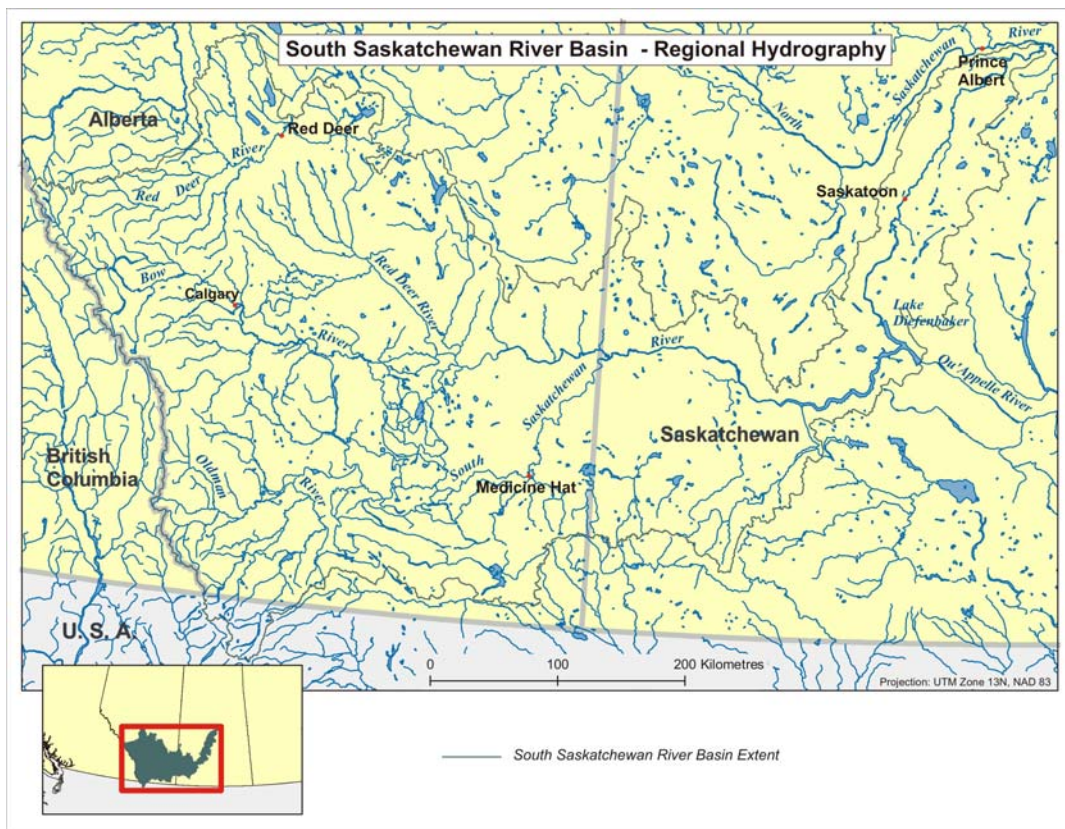 South Saskatchewan River Basin - Regional Hydrography
River
Prince
Albert
Saskatchewan
North
Alberta
Red Deer
River
Red Deer
Saskatoon
Bow
Calgary
Red Deer River
Lake
Diefenbaker
River
River
Qu'Appelle River
Saskatchewan
Saskatchewan
British
Columbia
Oldman
River
South
Medicine Hat
U. S. A.
0 100 200 Kilometres
Projection: UTM Zone 13N, NAD 83
South Saskatchewan River Basin Extent